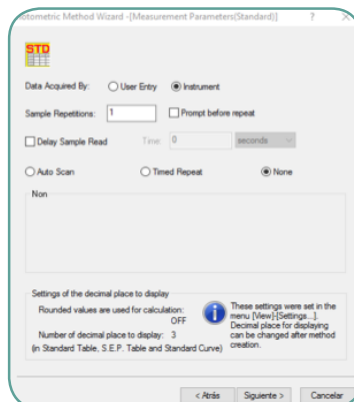 otometric Method Wizard -[Measurement Parameters(Standard)] ? ×
STD
Data Acquired By: User Entry Instrument
Sample Repetitions: 1 Prompt before repeat
Delay Sample Read Time: 0 seconds
Auto Scan Timed Repeat None
Non
Settings of the decimal place to display
Rounded values are used for calculation:
OFF
Number of decimal place to display: 3
(in Standard Table, S.E.P. Table and Standard Curve)
These settings were set in the
menu [View]-[Settings...].
Decimal place for displaying
can be changed after method
creation.
< Atrás Siguiente > Cancelar